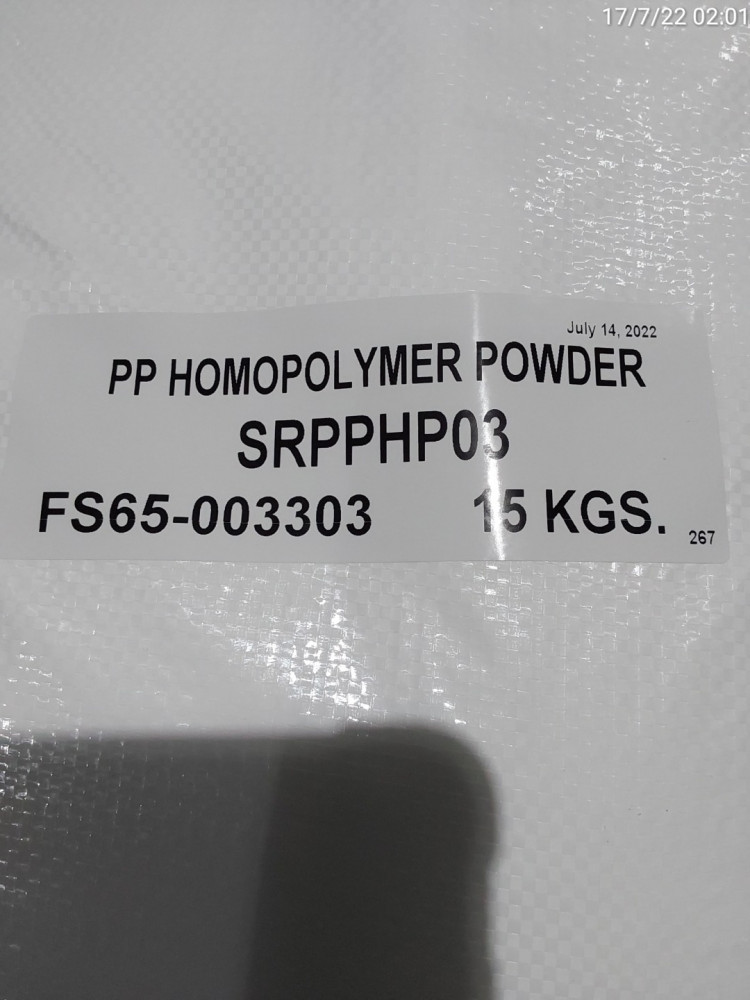 17/7/22 02:01
July 14, 2022
PP HOMOPOLYMER POWDER
SRPPHP03
FS65-003303 15 KGS.
267